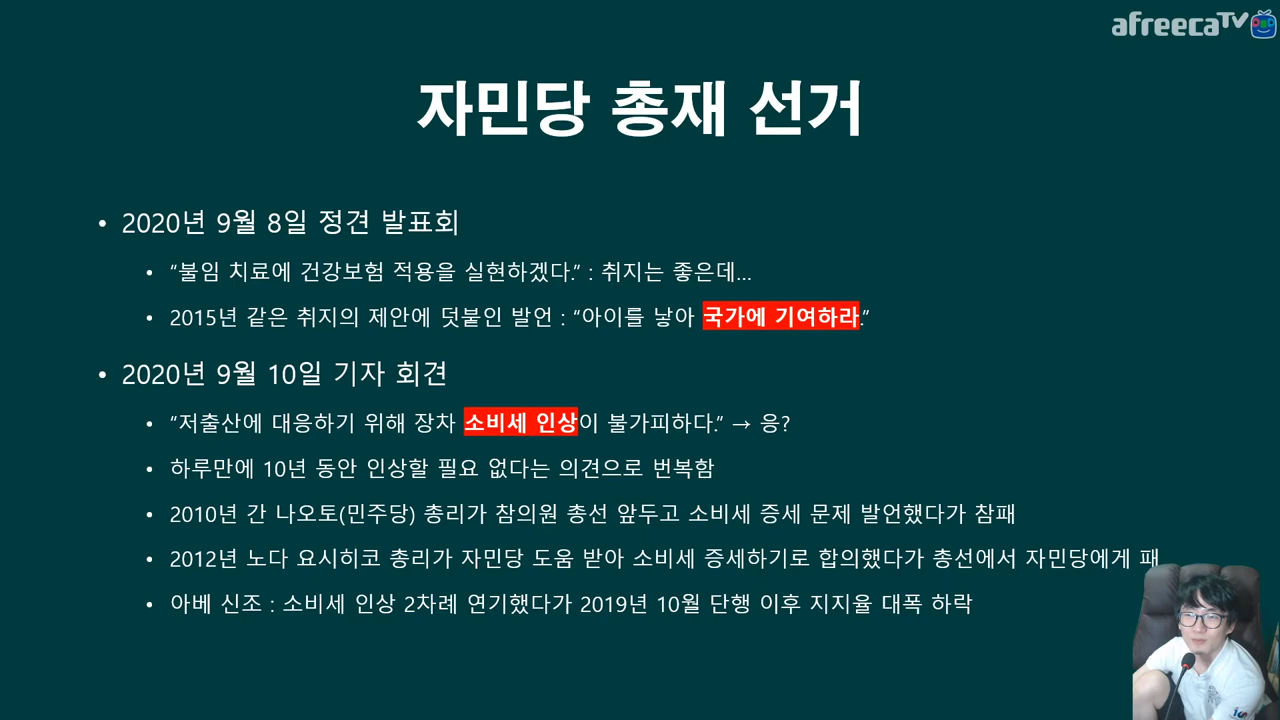 afreecaTV
자민당 총재 선거
• 2020년 9월 8일 정견 발표회
• “불임 치료에 건강보험 적용을 실현하겠다.” : 취지는 좋은데...
• 2015년 같은 취지의 제안에 덧붙인 발언 : “아이를 낳아 국가에 기여하라.”
• 2020년 9월 10일 기자 회견
• “저출산에 대응하기 위해 장차 소비세 인상이 불가피하다.” → 응?
• 하루만에 10년 동안 인상할 필요 없다는 의견으로 번복함
• 2010년 간 나오토(민주당) 총리가 참의원 총선 앞두고 소비세 증세 문제 발언했다가 참패
• 2012년 노다 요시히코 총리가 자민당 도움 받아 소비세 증세하기로 합의했다가 총선에서 자민당에게 패
• 아베 신조 : 소비세 인상 2차례 연기했다가 2019년 10월 단행 이후 지지율 대폭 하락